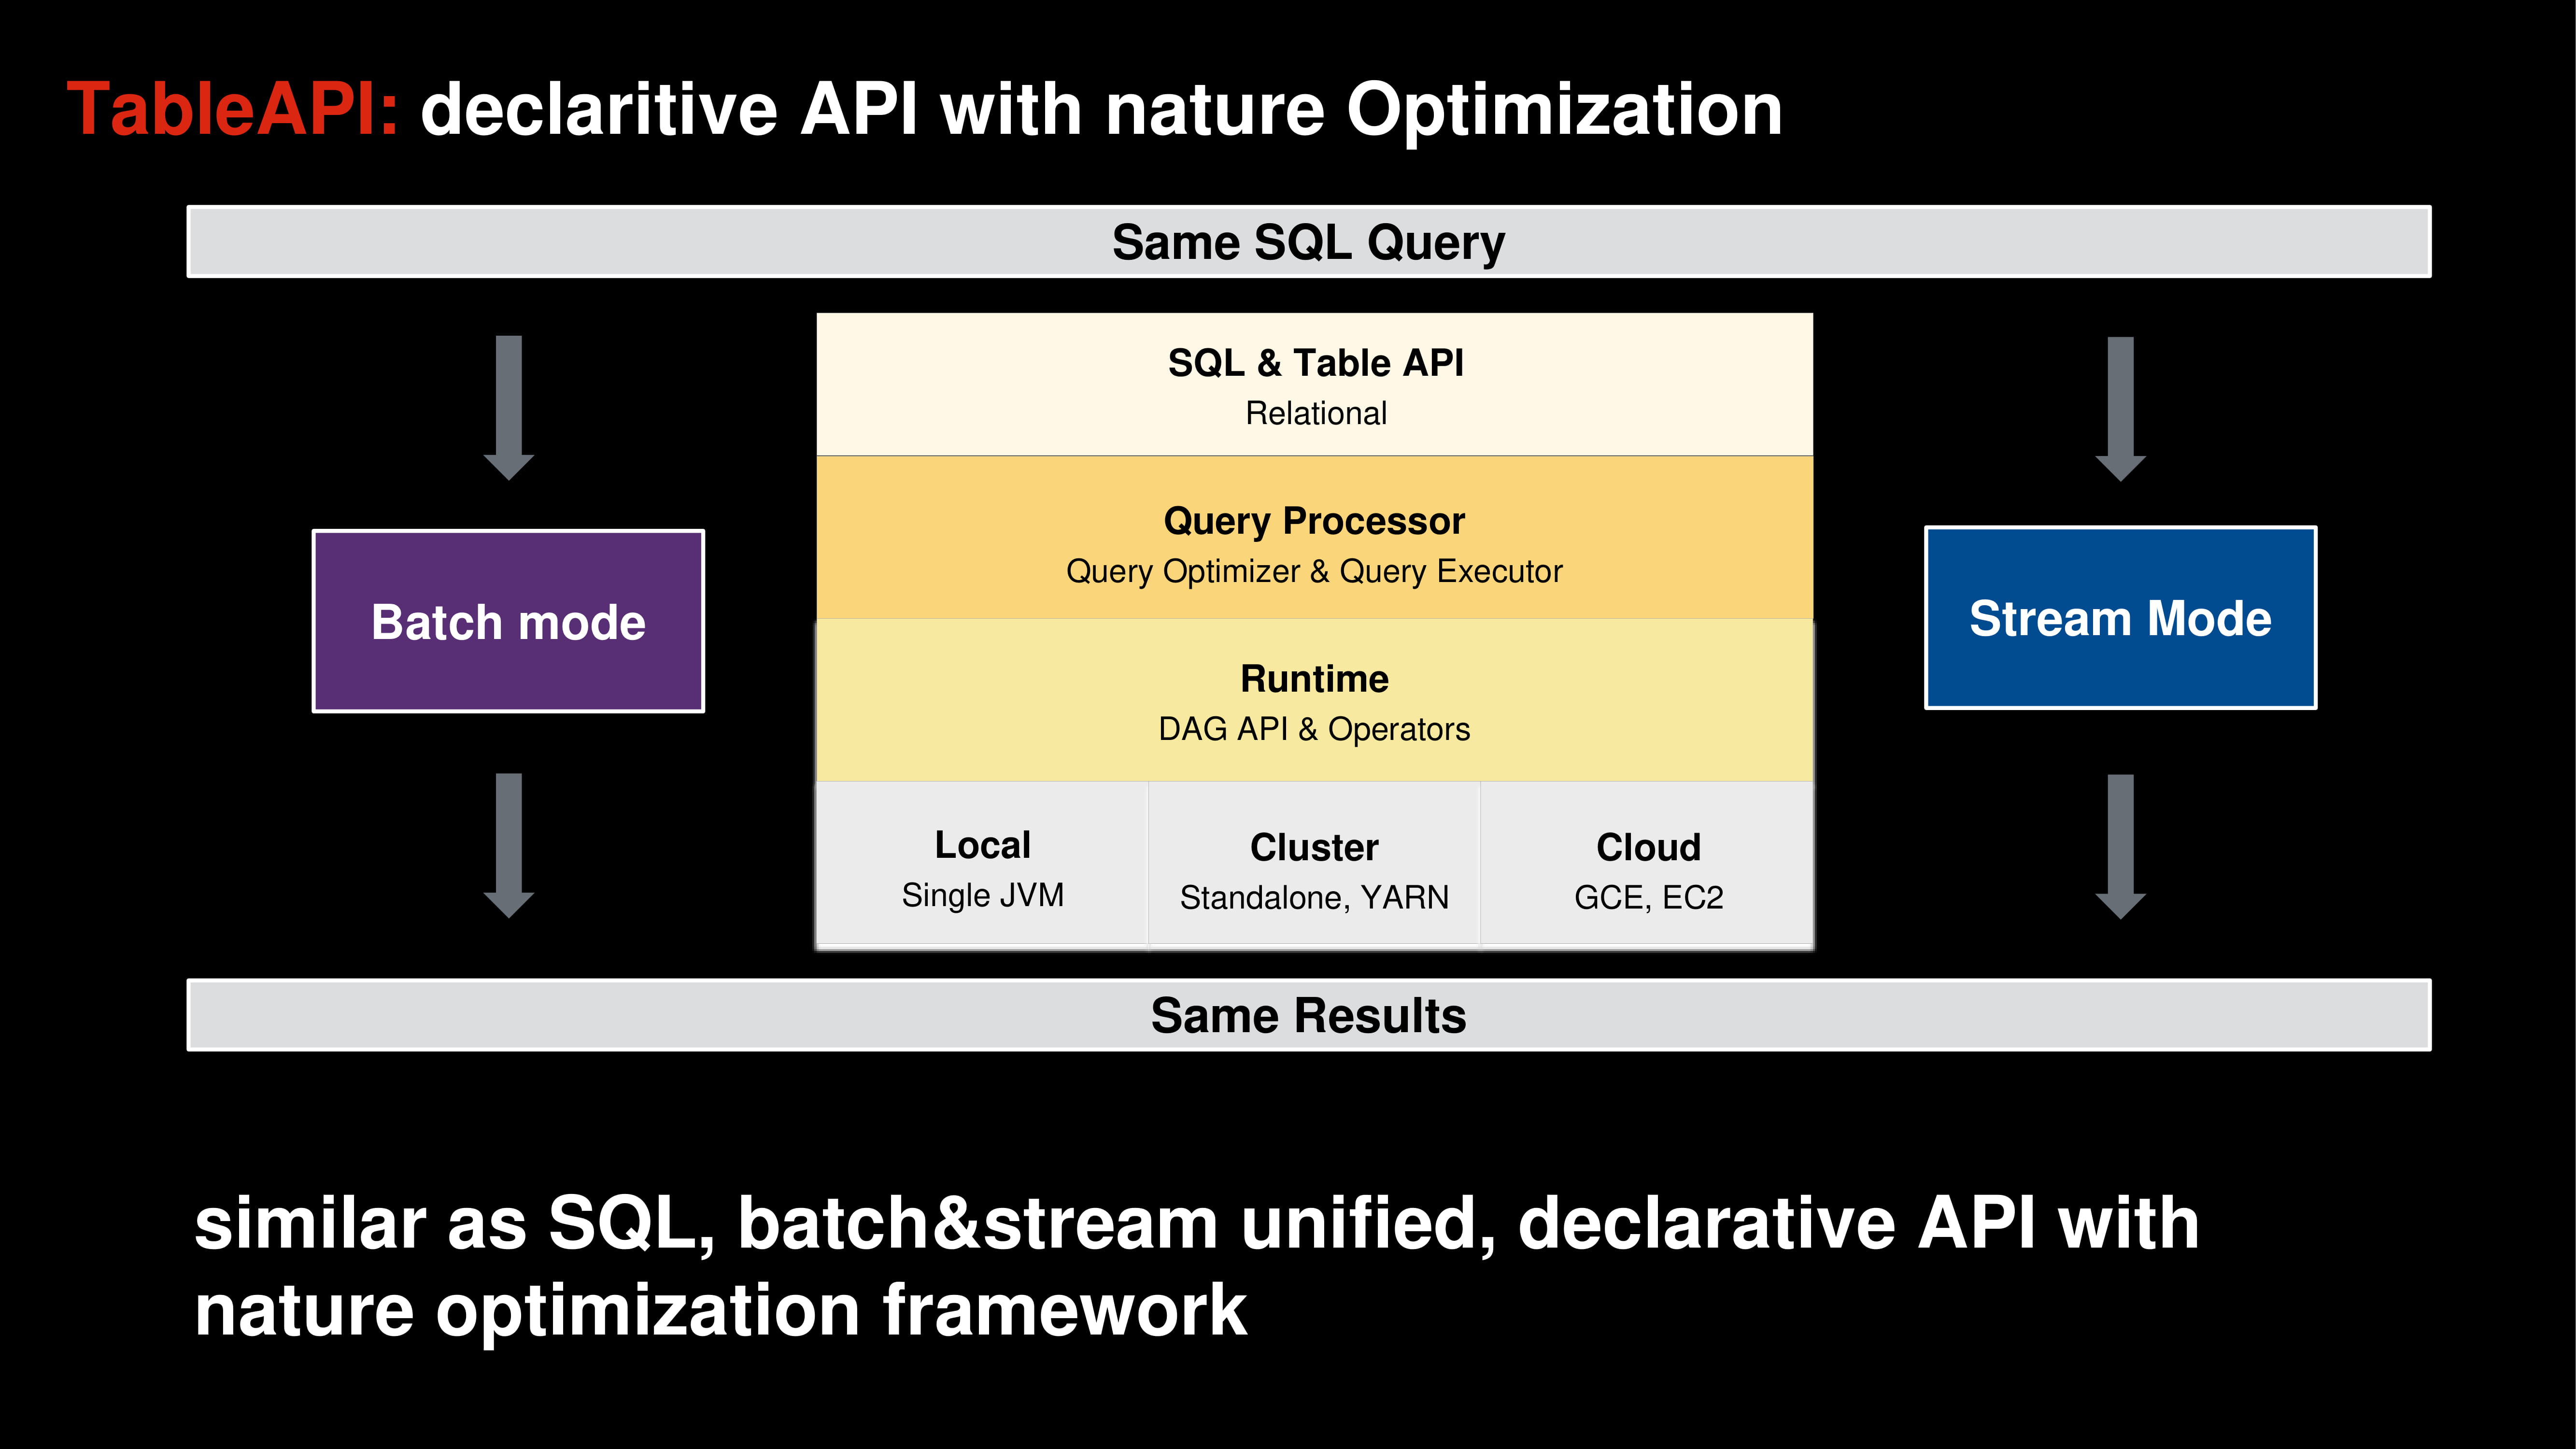 TableAPI: declaritive API with nature Optimization
Same SQL Query
SQL & Table API
Relational
Query Processor
Query Optimizer & Query Executor
Batch mode
Stream Mode
Runtime
DAG API & Operators
Local
Single JVM
Cluster
Standalone, YARN
Cloud
GCE, EC2
Same Results
similar as SQL, batch&stream unified, declarative API with
nature optimization framework